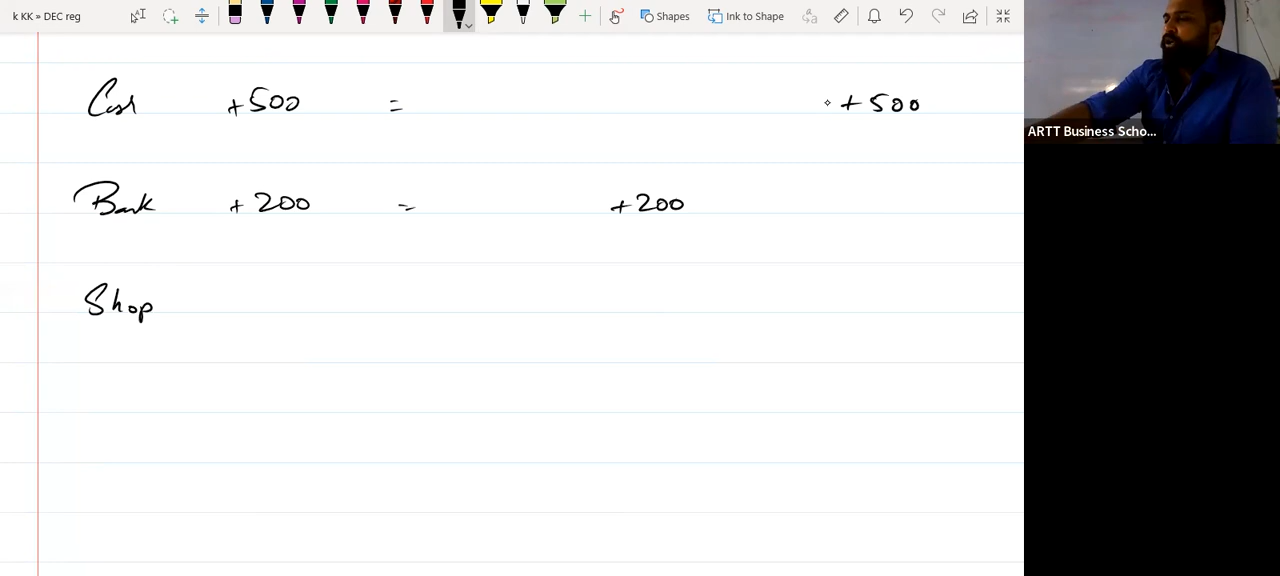 k KK » DEC reg
Shapes
Ink to Shape
Cash +500 = + 500
ARTT Business Scho...
Bank + 200 = +200
Shop